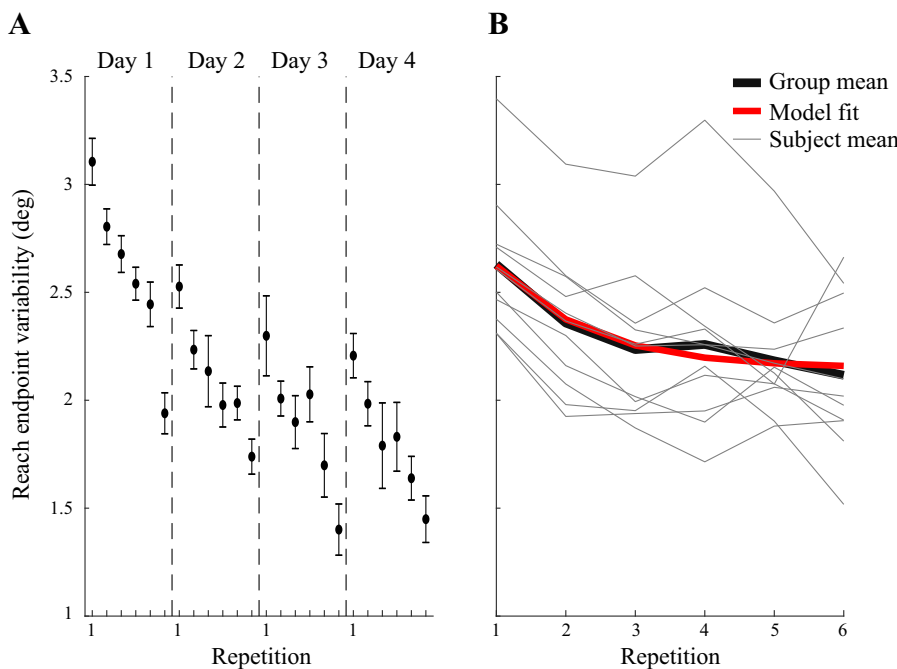 A
Day 1 Day 2 Day 3 Day 4
Reach endpoint variability (deg)
3.5
3
2.5
2
1.5
1
1 1 1 1
Repetition
B
Group mean
Model fit
Subject mean
1 2 3 4 5 6
Repetition